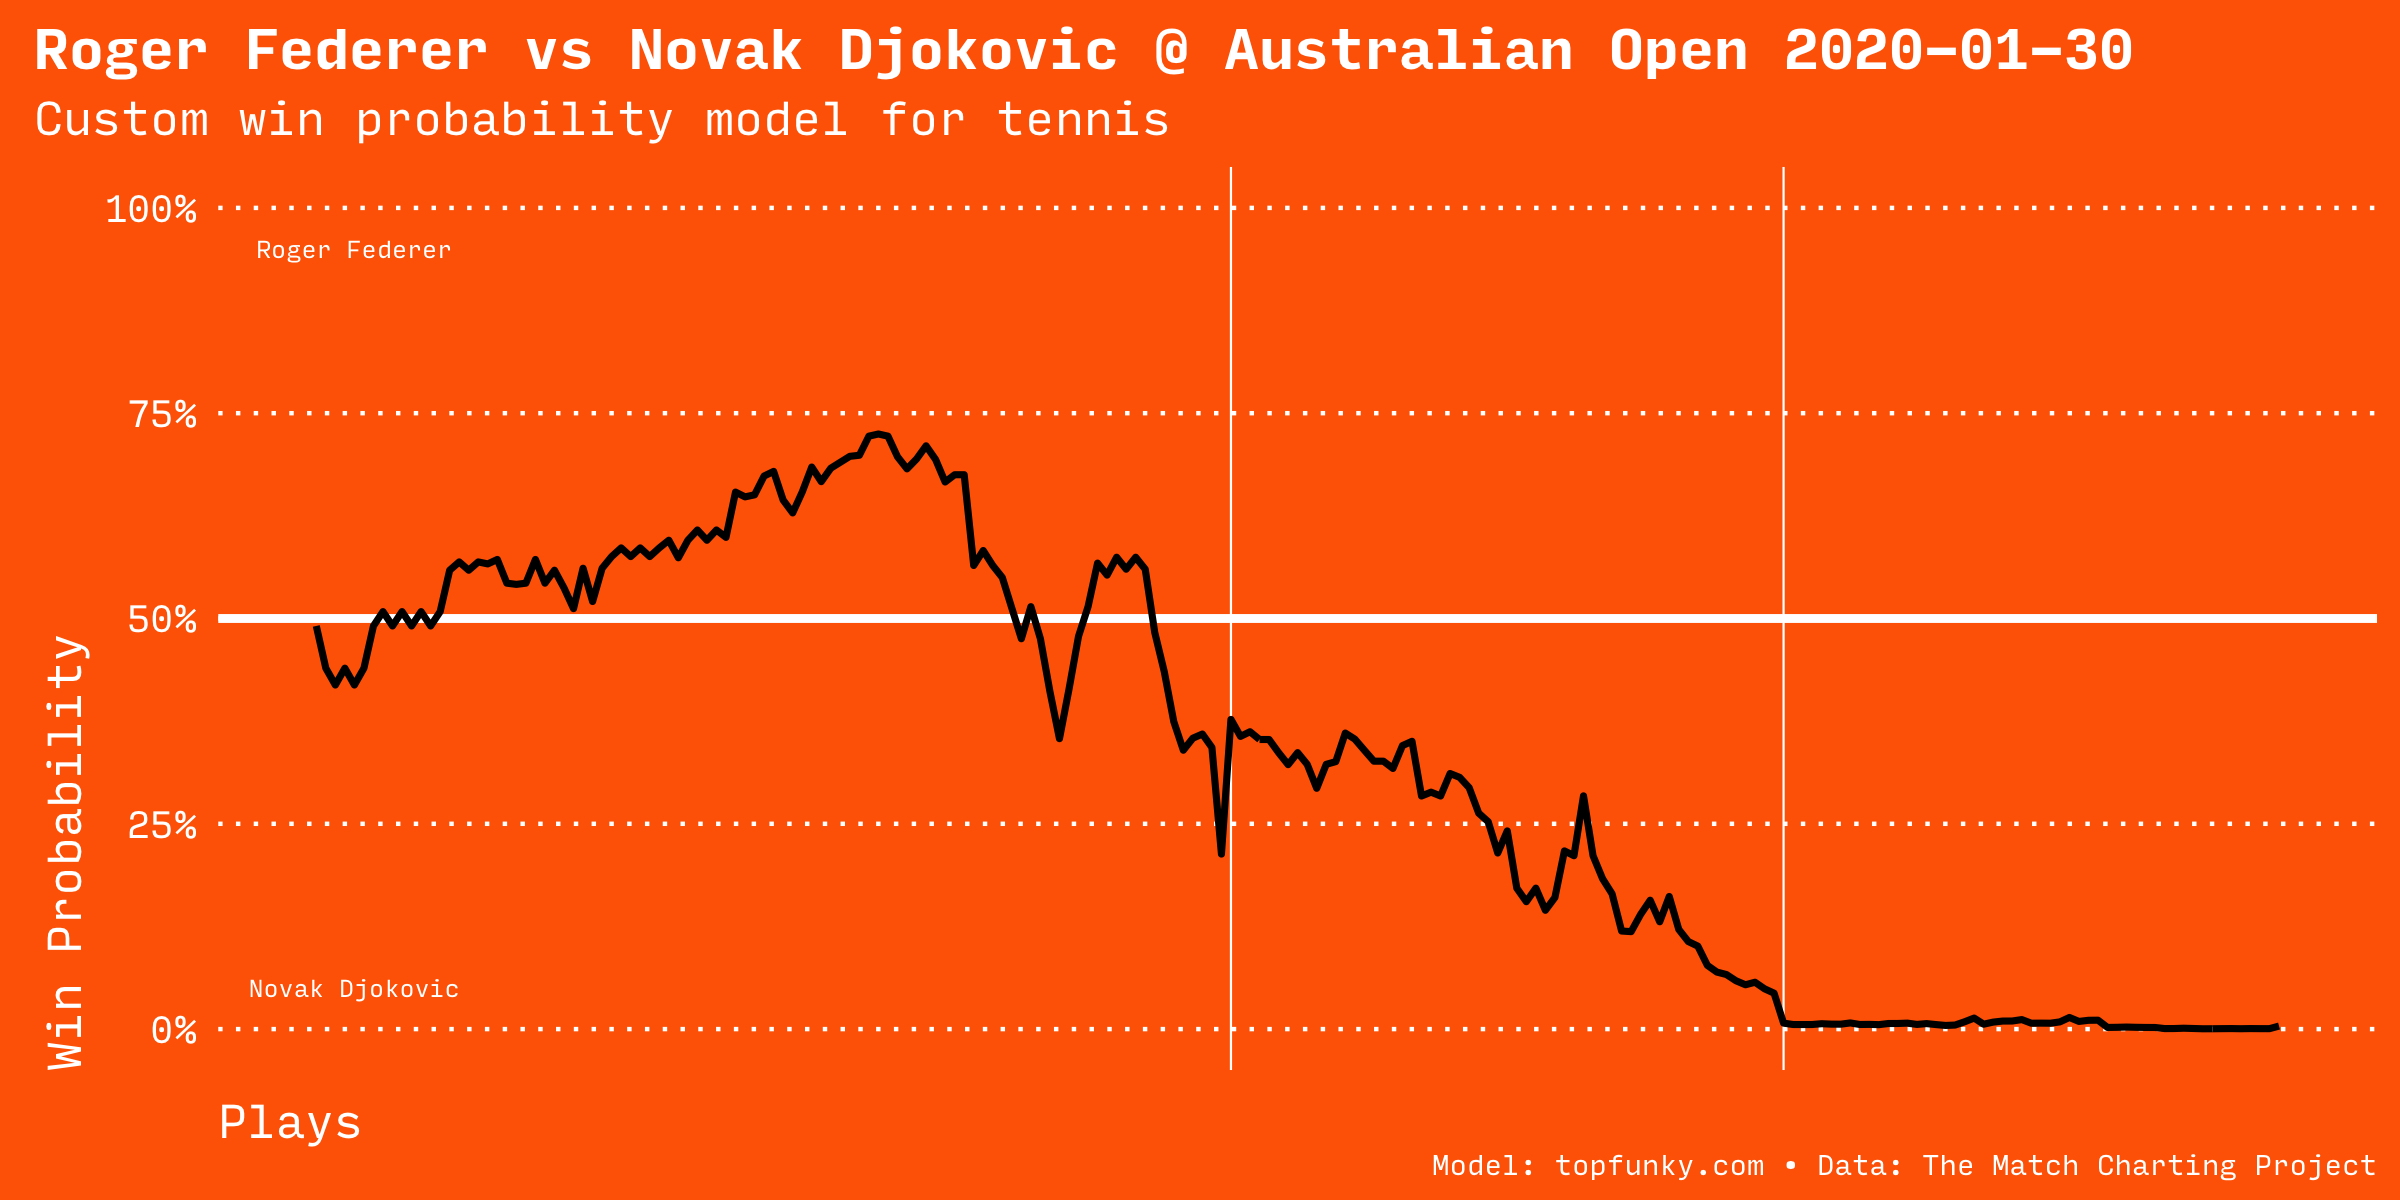 Roger Federer vs Novak Djokovic @ Australian Open 2020-01-30
Custom win probability model for tennis
100%
Roger Federer
75%
50%
25%
Novak Djokovic
0%
Win Probability
Plays
Model: topfunky.com • Data: The Match Charting Project